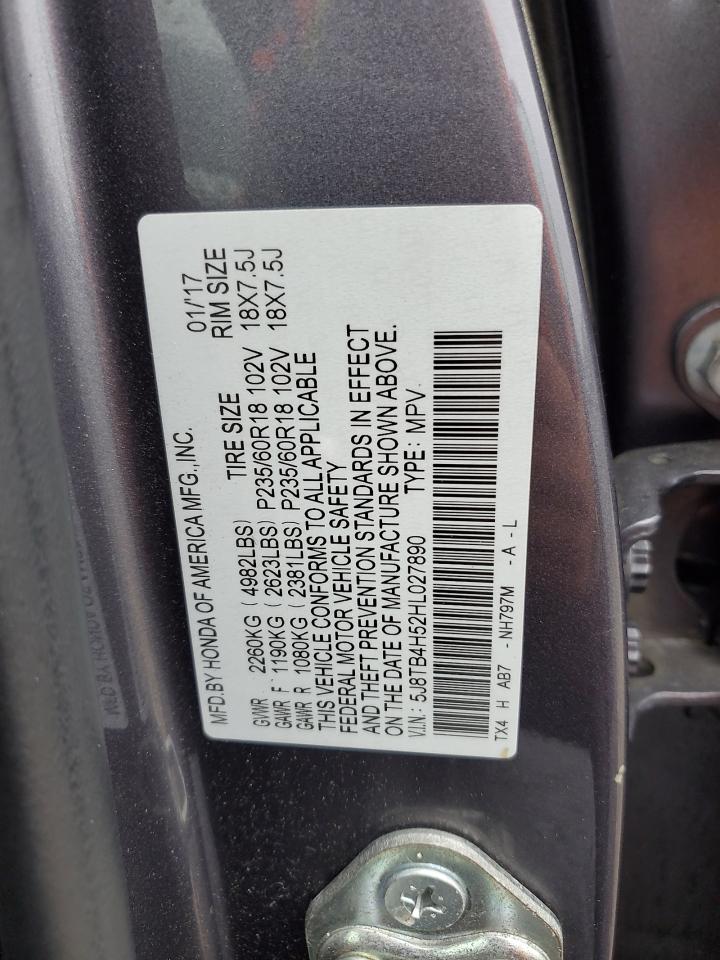 MFD.BY HONDA OF AMERICA MFG.,INC. 01/'17
TIRE SIZE RIM SIZE
GVWR 2260KG ( 4982LBS)
GAWR F 1190KG ( 2623LBS) P235/60R18 102V 18X7.5J
GAWR R 1080KG ( 2381LBS) P235/60R18 102V 18X7.5J
THIS VEHICLE CONFORMS TO ALL APPLICABLE
FEDERAL MOTOR VEHICLE SAFETY
AND THEFT PREVENTION STANDARDS IN EFFECT
ON THE DATE OF MANUFACTURE SHOWN ABOVE.
V.I.N.: 5J8TB4H52HL027890 TYPE: MPV
TX4 H AB7 -NH797M -A-L